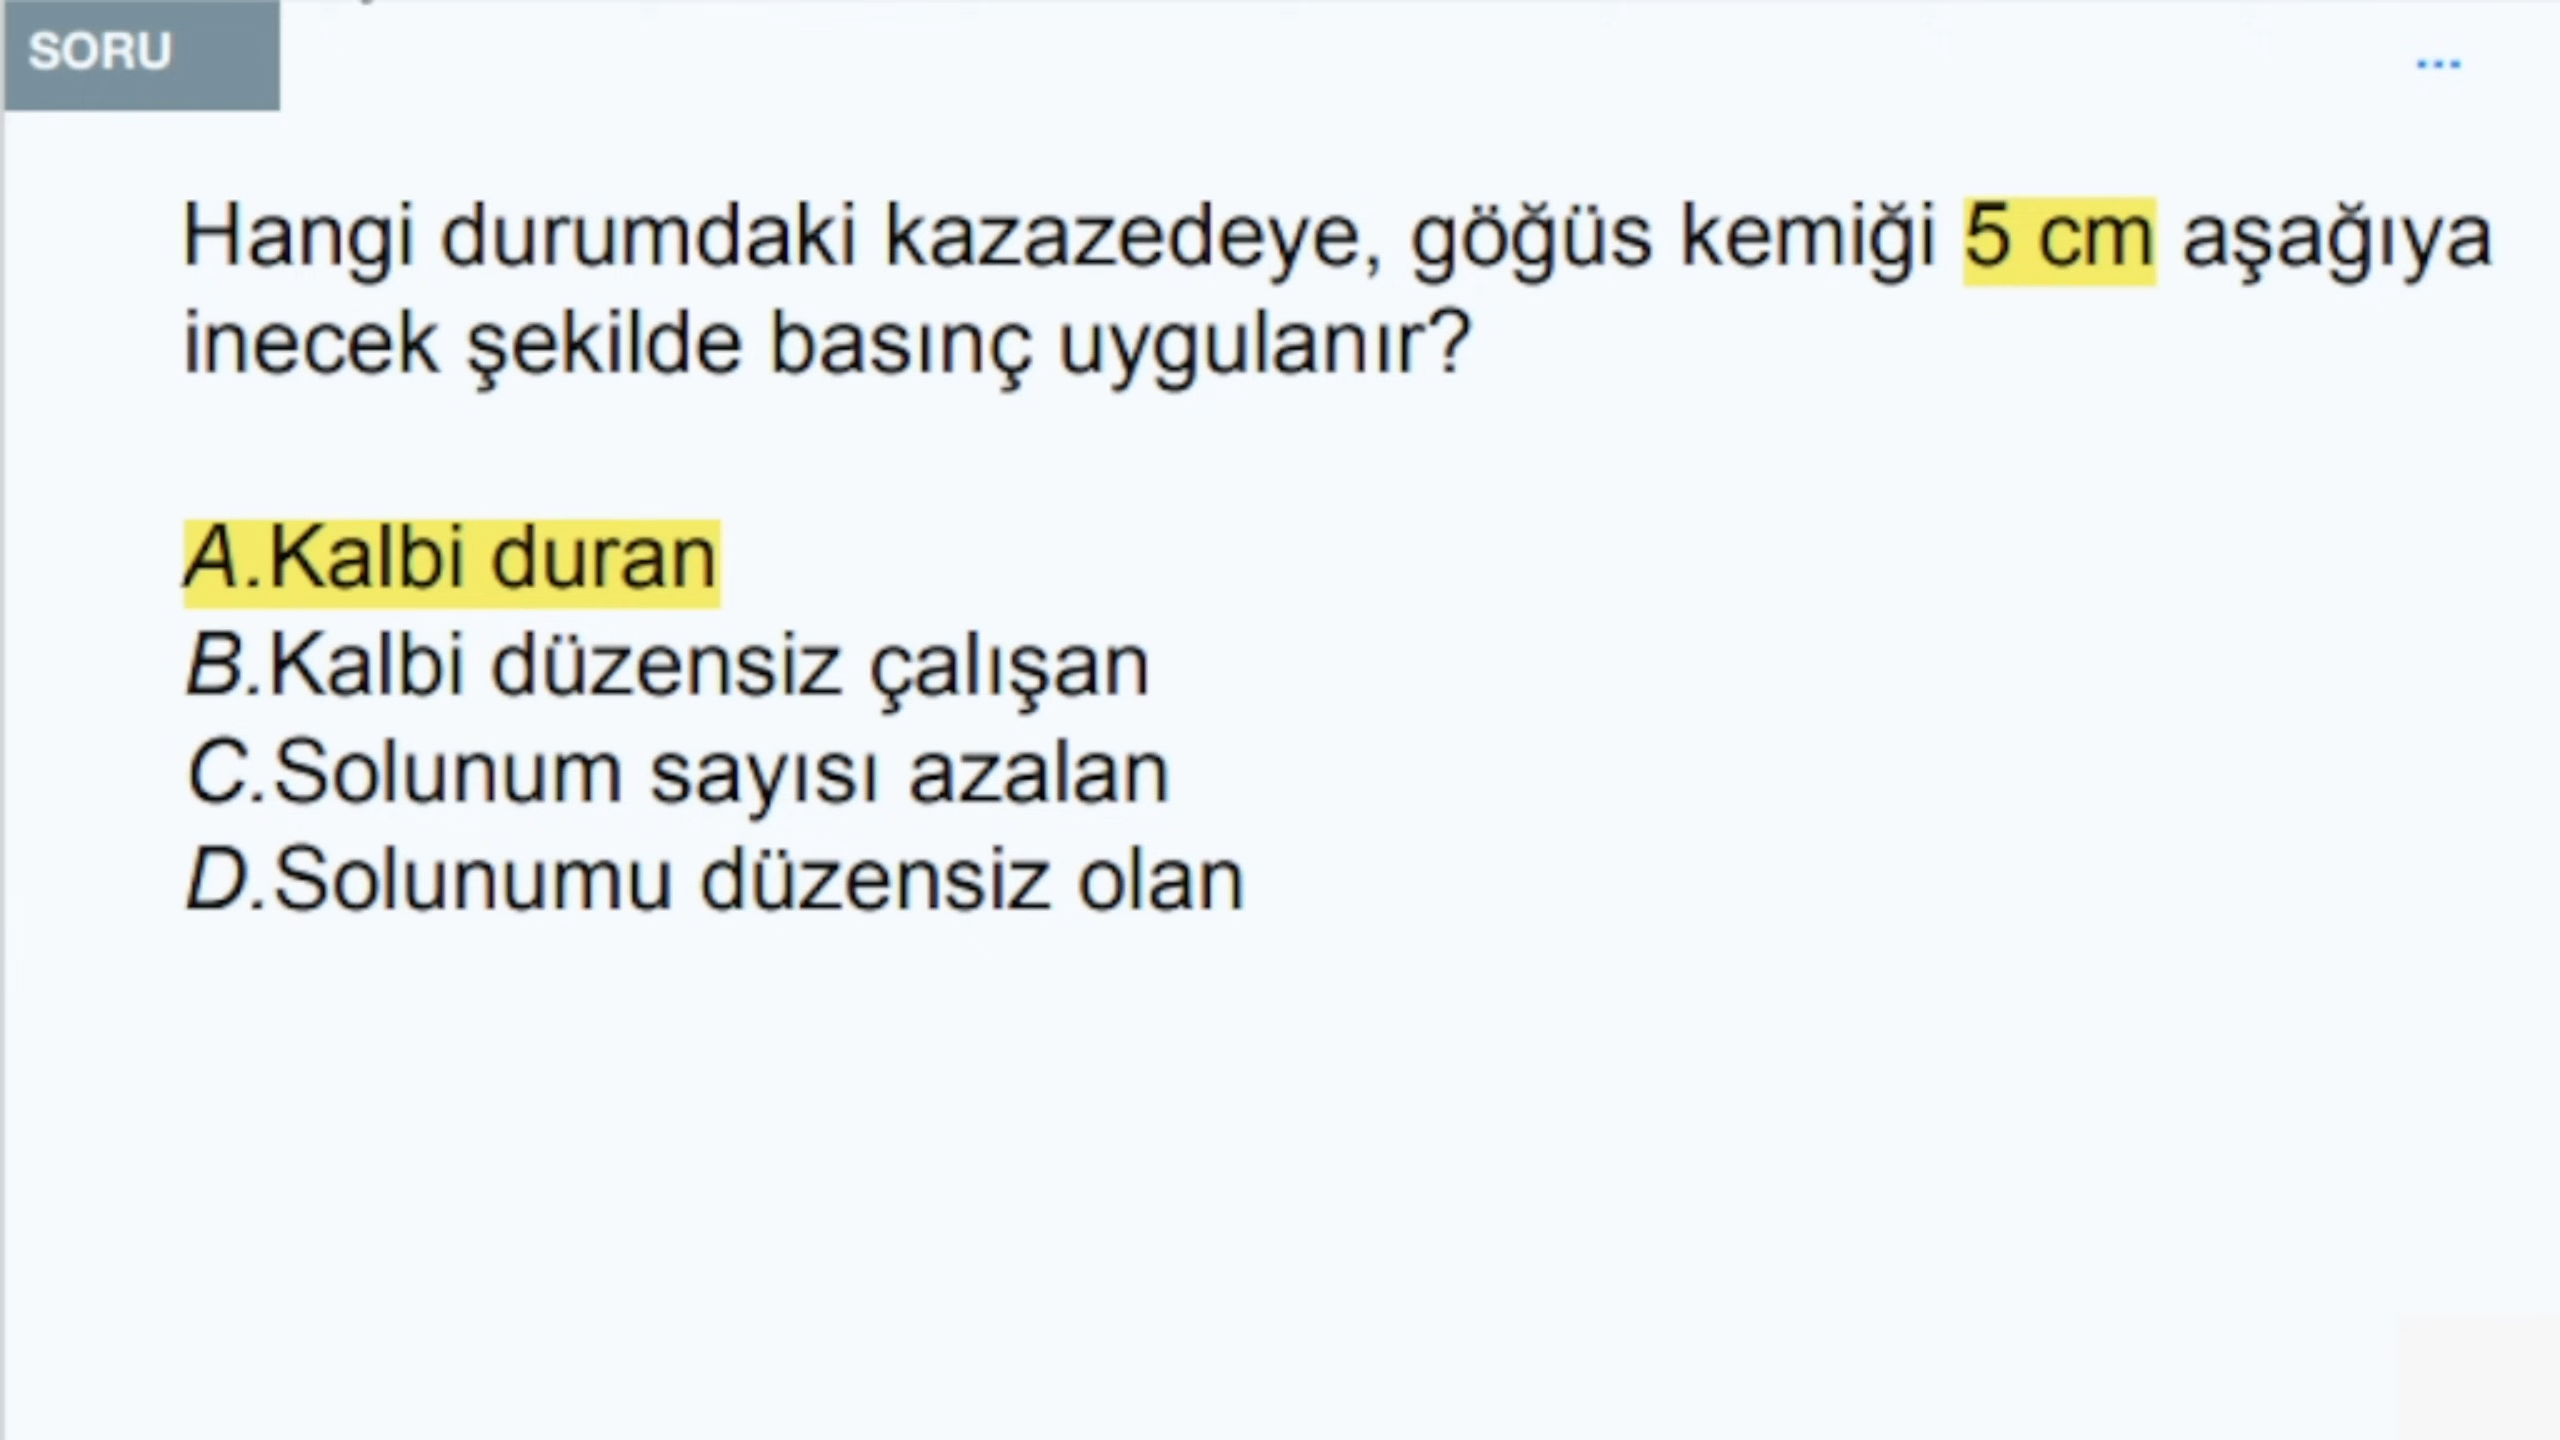 SORU
...
Hangi durumdaki kazazedeye, göğüs kemiği 5 cm aşağıya
inecek şekilde basınç uygulanır?
A.Kalbi duran
B.Kalbi düzensiz çalışan
C.Solunum sayısı azalan
D.Solunumu düzensiz olan